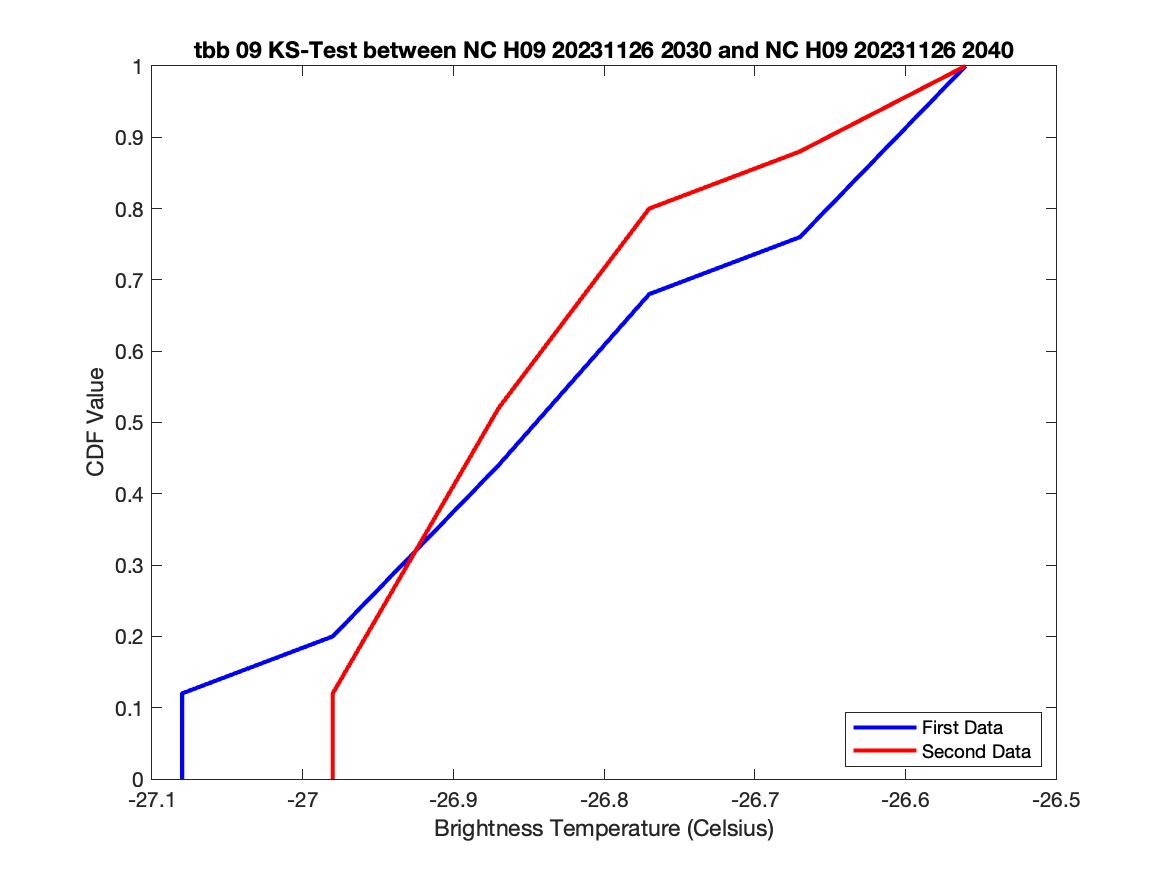 tbb 09 KS-Test between NC H09 20231126 2030 and NC H09 20231126 2040
1
0.9
0.8
0.7
0.6
0.5
0.4
0.3
0.2
0.1
0
CDF Value
First Data
Second Data
-27.1 -27 -26.9 -26.8 -26.7 -26.6 -26.5
Brightness Temperature (Celsius)